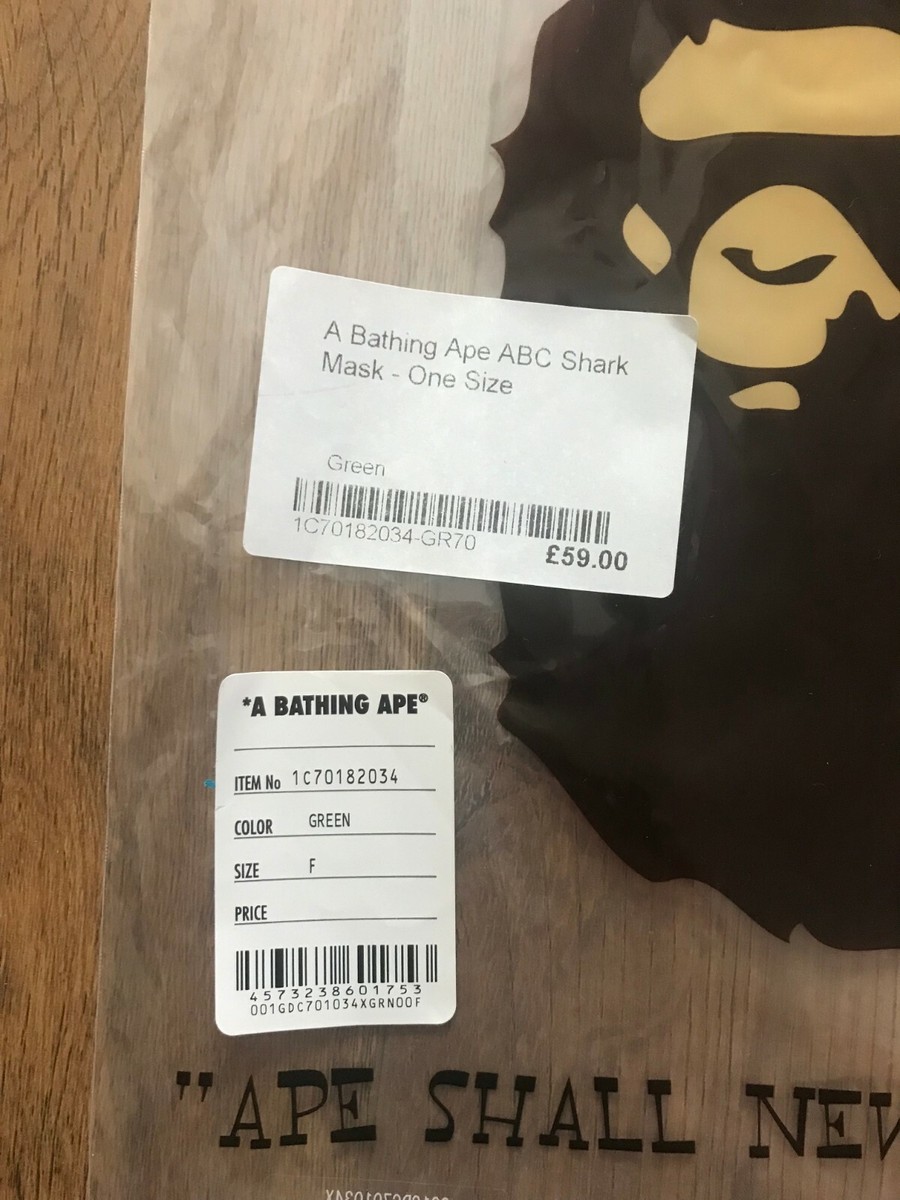 A Bathing Ape ABC Shark
Mask - One Size
Green
1C70182034-GR70
£59.00
*A BATHING APE®
ITEM No 1C70182034
COLOR GREEN
SIZE F
PRICE
4573238601753
001GDC701034XGRN00F
"APE SHALL NEV